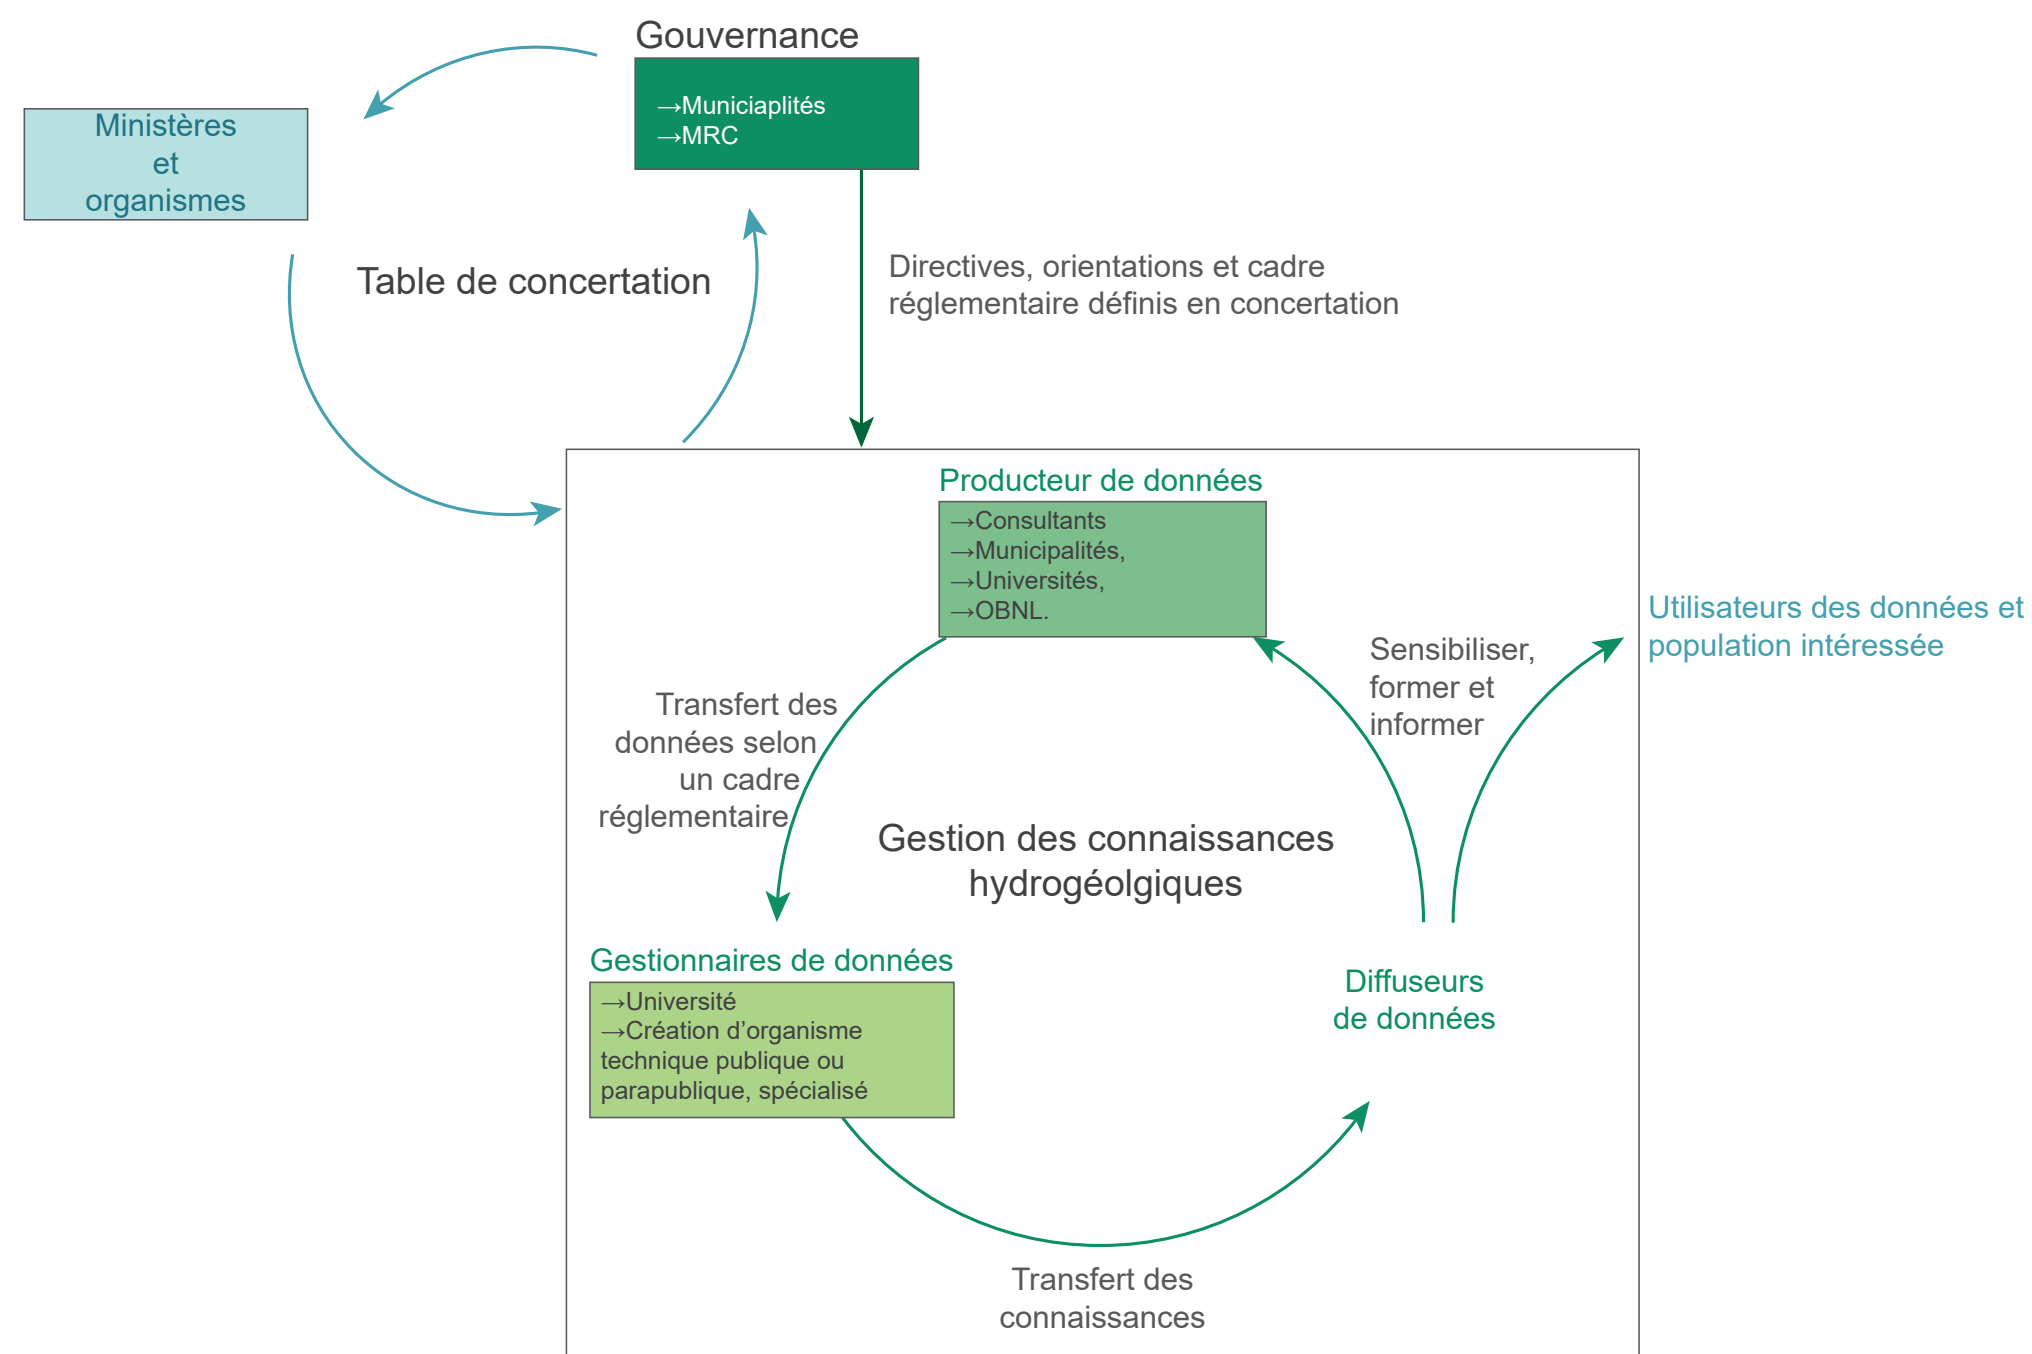 Gouvernance
→Municiaplités
→MRC
Ministères
et
organismes
Table de concertation
Directives, orientations et cadre
réglementaire définis en concertation
Producteur de données
→Consultants
→Municipalités,
→Universités,
→OBNL.
Utilisateurs des données et
population intéressée
Sensibiliser,
former et
informer
Transfert des
données selon
un cadre
réglementaire
Gestion des connaissances
hydrogéolgiques
Gestionnaires de données
→Université
→Création d’organisme
technique publique ou
parapublique, spécialisé
Diffuseurs
de données
Transfert des
connaissances